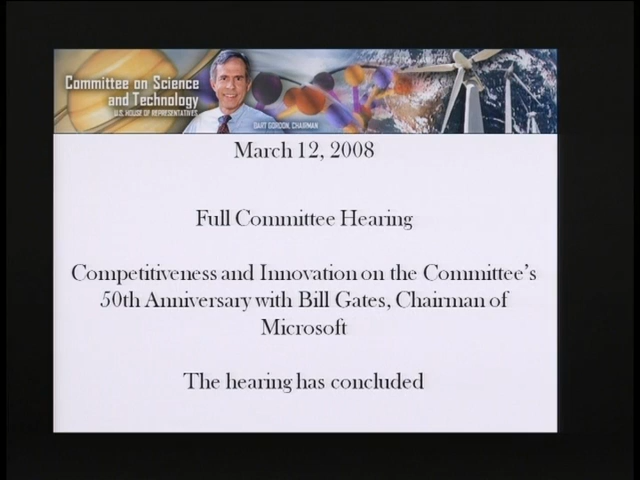 Committee on Science
and Technology
U.S. HOUSE OF REPRESENTATIVES
BART GORDON, CHAIRMAN
March 12, 2008
Full Committee Hearing
Competitiveness and Innovation on the Committee's
50th Anniversary with Bill Gates, Chairman of
Microsoft
The hearing has concluded